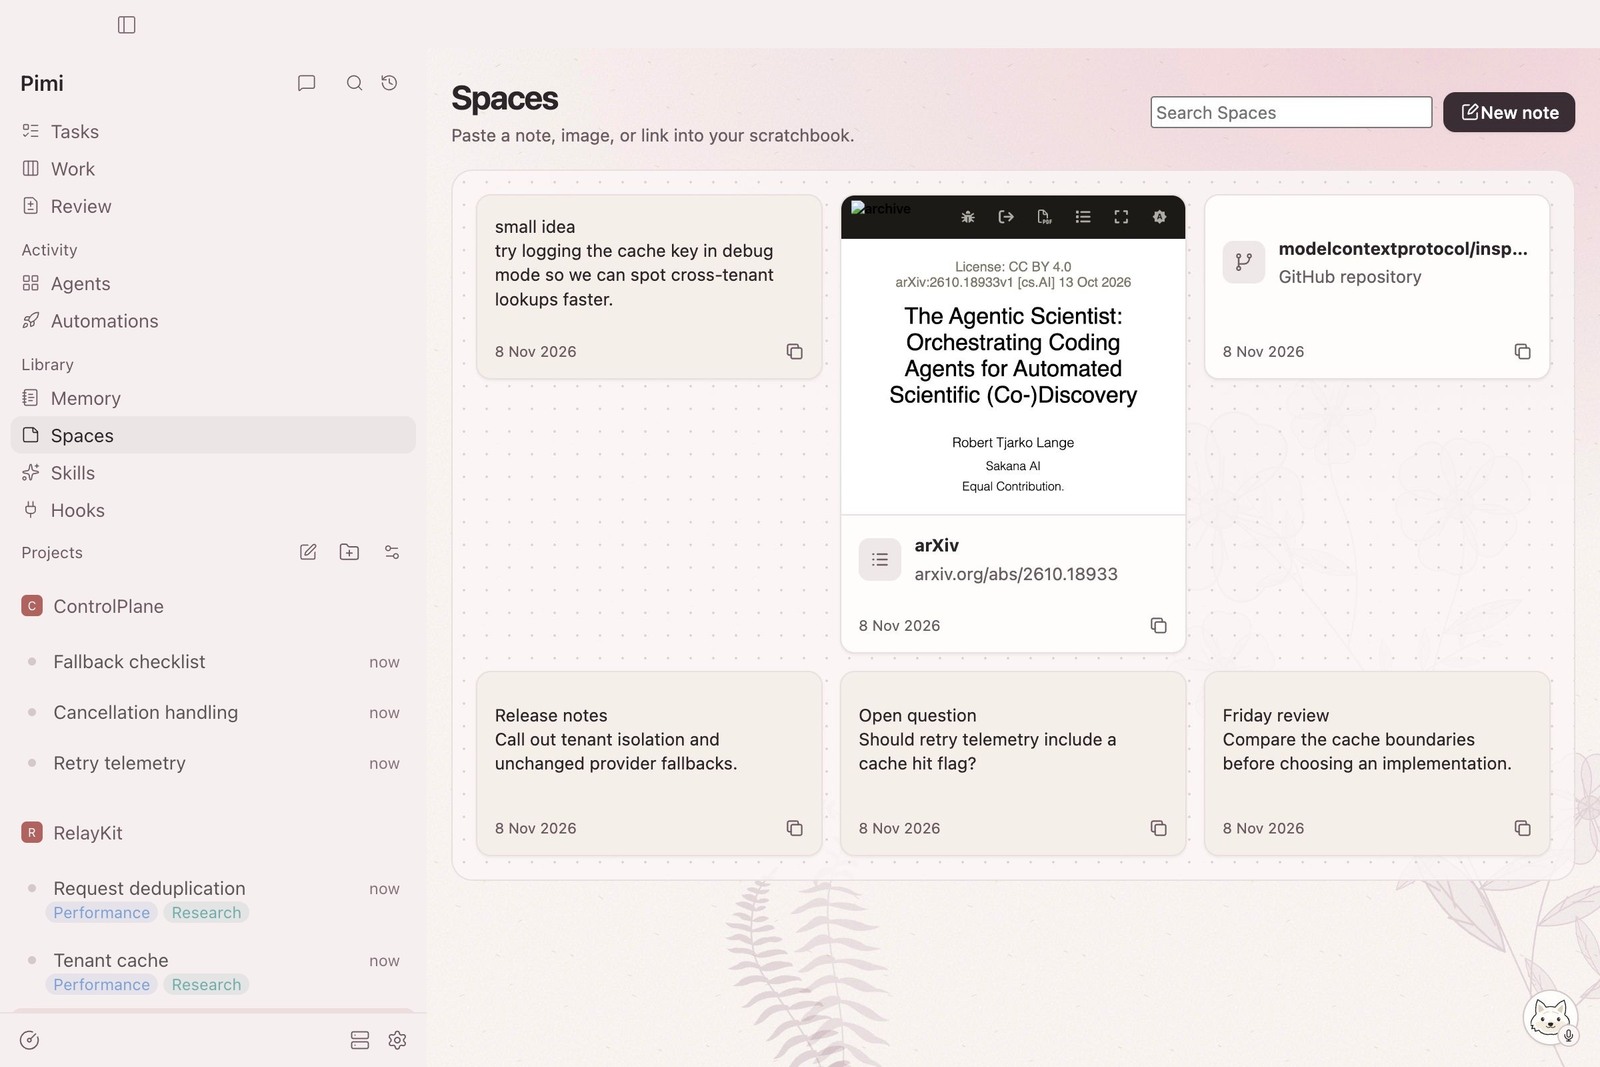 Pimi
Tasks
Work
Review
Activity
Agents
Automations
Library
Memory
Spaces
Skills
Hooks
Projects
C ControlPlane
Fallback checklist now
Cancellation handling now
Retry telemetry now
R RelayKit
Request deduplication now
Performance Research
Tenant cache now
Performance Research
Spaces
Paste a note, image, or link into your scratchbook.
Search Spaces
New note
small idea
try logging the cache key in debug
mode so we can spot cross-tenant
lookups faster.
8 Nov 2026
archive
PDF
License: CC BY 4.0
arXiv:2610.18933v1 [cs.AI] 13 Oct 2026
The Agentic Scientist:
Orchestrating Coding
Agents for Automated
Scientific (Co-)Discovery
Robert Tjarko Lange
Sakana AI
Equal Contribution.
arXiv
arxiv.org/abs/2610.18933
8 Nov 2026
modelcontextprotocol/insp...
GitHub repository
8 Nov 2026
Release notes
Call out tenant isolation and
unchanged provider fallbacks.
8 Nov 2026
Open question
Should retry telemetry include a
cache hit flag?
8 Nov 2026
Friday review
Compare the cache boundaries
before choosing an implementation.
8 Nov 2026